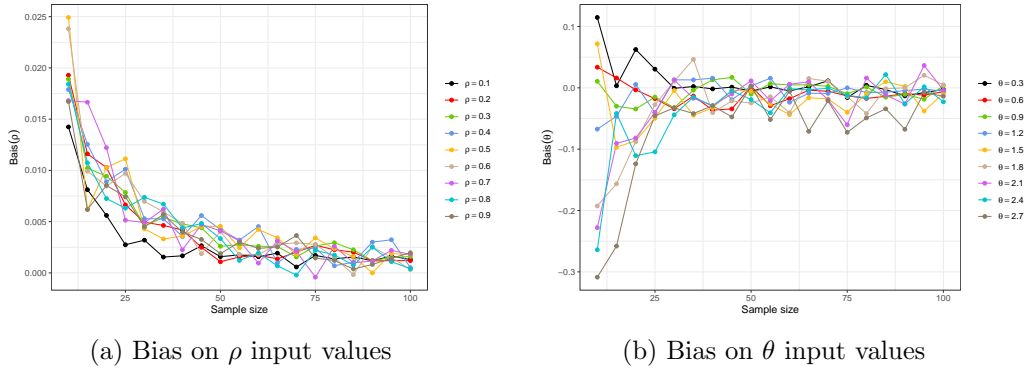 0.025
0.020
0.015
0.010
0.005
0.000
Bais(ρ)
25
50
75
100
Sample size
ρ = 0.1
ρ = 0.2
ρ = 0.3
ρ = 0.4
ρ = 0.5
ρ = 0.6
ρ = 0.7
ρ = 0.8
ρ = 0.9
(a) Bias on ρ input values
0.1
0.0
−0.1
−0.2
−0.3
Bais(θ)
25
50
75
100
Sample size
θ = 0.3
θ = 0.6
θ = 0.9
θ = 1.2
θ = 1.5
θ = 1.8
θ = 2.1
θ = 2.4
θ = 2.7
(b) Bias on θ input values